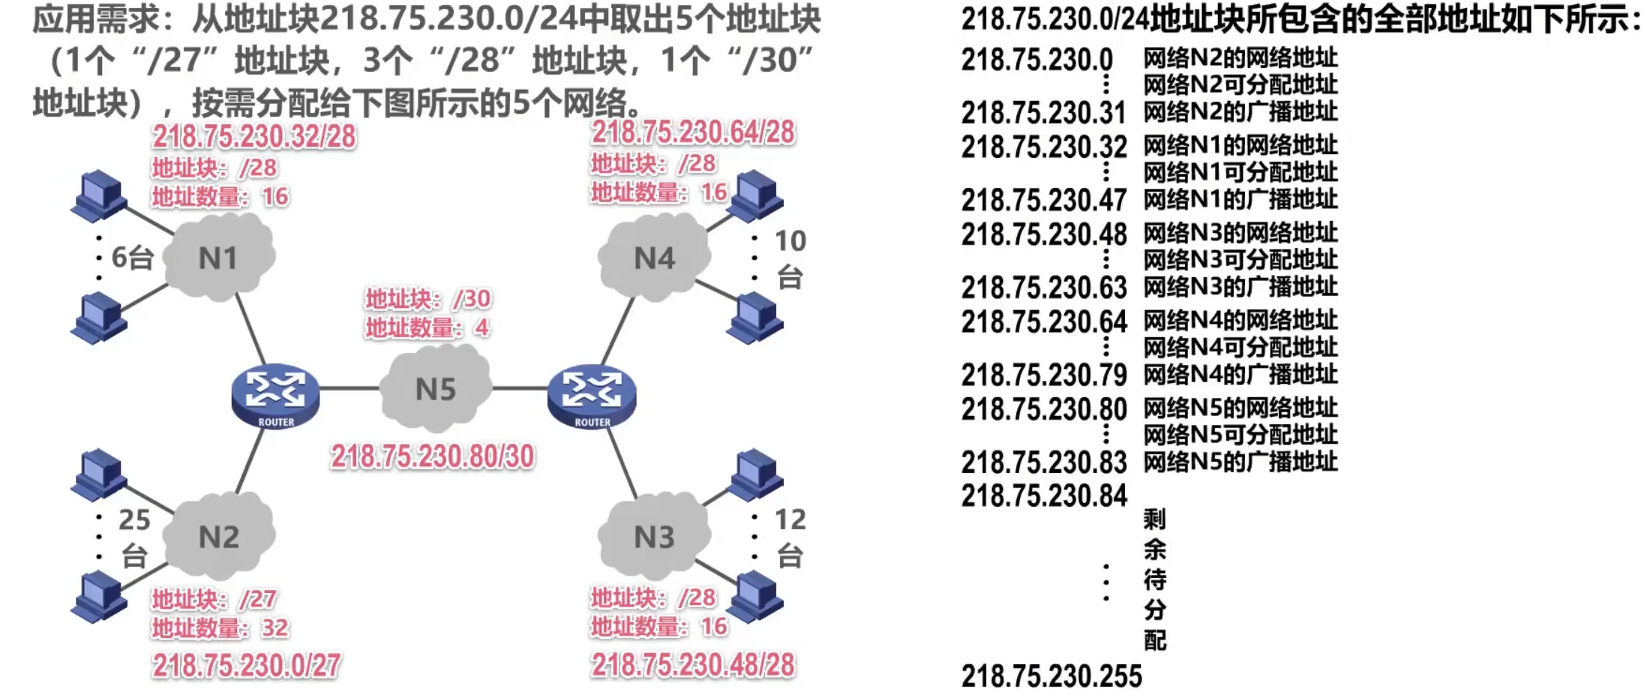 应用需求：从地址块218.75.230.0/24中取出5个地址块
（1个“/27”地址块，3个“/28”地址块，1个“/30”
地址块），按需分配给下图所示的5个网络。
218.75.230.32/28
地址块：/28
地址数量：16
6台
N1
218.75.230.64/28
地址块：/28
地址数量：16
N4
10
台
地址块：/30
地址数量：4
N5
ROUTER
ROUTER
218.75.230.80/30
25
台
N2
地址块：/27
地址数量：32
218.75.230.0/27
N3
12
台
地址块：/28
地址数量：16
218.75.230.48/28
218.75.230.0/24地址块所包含的全部地址如下所示：
218.75.230.0 网络N2的网络地址
网络N2可分配地址
218.75.230.31 网络N2的广播地址
218.75.230.32 网络N1的网络地址
网络N1可分配地址
218.75.230.47 网络N1的广播地址
218.75.230.48 网络N3的网络地址
网络N3可分配地址
218.75.230.63 网络N3的广播地址
218.75.230.64 网络N4的网络地址
网络N4可分配地址
218.75.230.79 网络N4的广播地址
218.75.230.80 网络N5的网络地址
网络N5可分配地址
218.75.230.83 网络N5的广播地址
218.75.230.84
剩
余
待
分
配
218.75.230.255